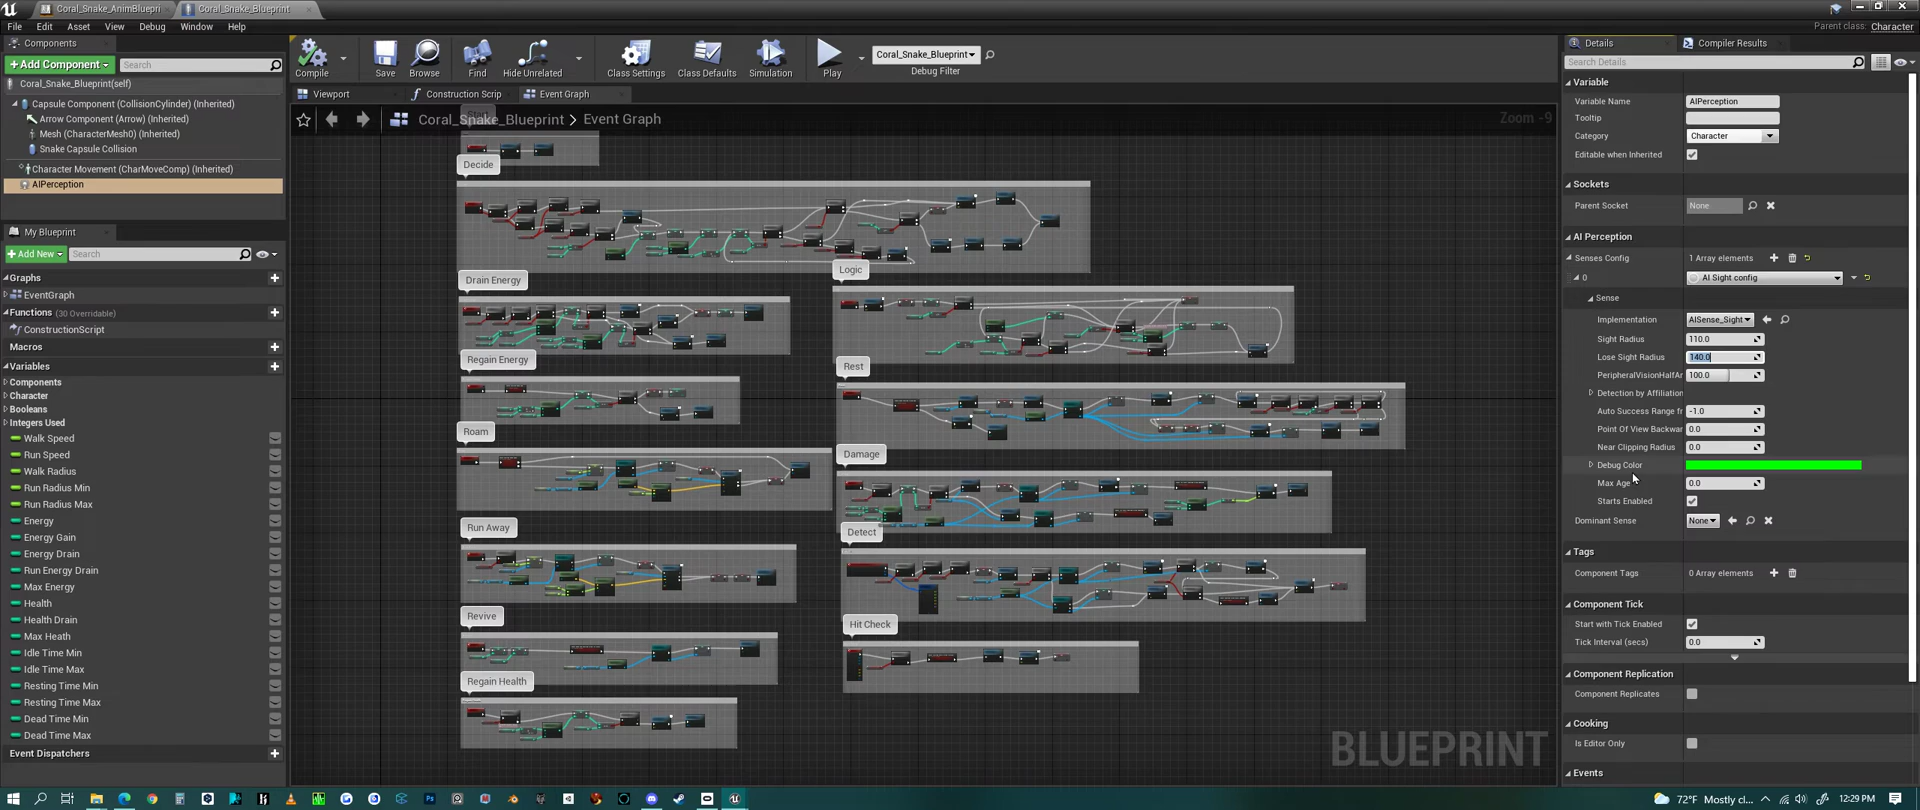 Coral_Snake_AnimBluepri
Coral_Snake_Blueprint
File Edit Asset View Debug Window Help
Parent class: Character
Components
+Add Component
Search
Coral_Snake_Blueprint(self)
Capsule Component (CollisionCylinder) (Inherited)
Arrow Component (Arrow) (Inherited)
Mesh (CharacterMesh0) (Inherited)
Snake Capsule Collision
Character Movement (CharMoveComp) (Inherited)
AIPerception
My Blueprint
+Add New
Search
Graphs
EventGraph
Functions (30 Overridable)
ConstructionScript
Macros
Variables
Components
Character
Booleans
Integers Used
Walk Speed
Run Speed
Walk Radius
Run Radius Min
Run Radius Max
Energy
Energy Gain
Energy Drain
Run Energy Drain
Max Energy
Health
Health Drain
Max Heath
Idle Time Min
Idle Time Max
Resting Time Min
Resting Time Max
Dead Time Min
Dead Time Max
Event Dispatchers
Compile Save Browse Find Hide Unrelated Class Settings Class Defaults Simulation Play
Coral_Snake_Blueprint
Debug Filter
Viewport
Construction Scrip
Event Graph
Coral_Snake_Blueprint > Event Graph
Zoom -9
Decide
Drain Energy
Logic
Regain Energy
Rest
Roam
Damage
Run Away
Detect
Revive
Hit Check
Regain Health
BLUEPRINT
Details
Compiler Results
Search Details
Variable
Variable Name AIPerception
Tooltip
Category Character
Editable when Inherited
Sockets
Parent Socket None
AI Perception
Senses Config 1 Array elements
0 AI Sight config
Sense
Implementation AISense_Sight
Sight Radius 110.0
Lose Sight Radius 140.0
PeripheralVisionHalfAr 100.0
Detection by Affiliation
Auto Success Range fr -1.0
Point Of View Backwar 0.0
Near Clipping Radius 0.0
Debug Color
Max Age 0.0
Starts Enabled
Dominant Sense None
Tags
Component Tags 0 Array elements
Component Tick
Start with Tick Enabled
Tick Interval (secs) 0.0
Component Replication
Component Replicates
Cooking
Is Editor Only
Events
72°F Mostly cl...
12:29 PM